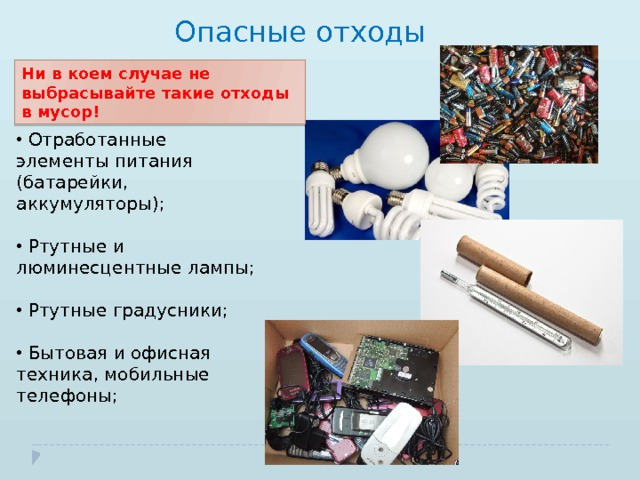 Опасные отходы
Ни в коем случае не
выбрасывайте такие отходы
в мусор!
• Отработанные
элементы питания
(батарейки,
аккумуляторы);
• Ртутные и
люминесцентные лампы;
• Ртутные градусники;
• Бытовая и офисная
техника, мобильные
телефоны;